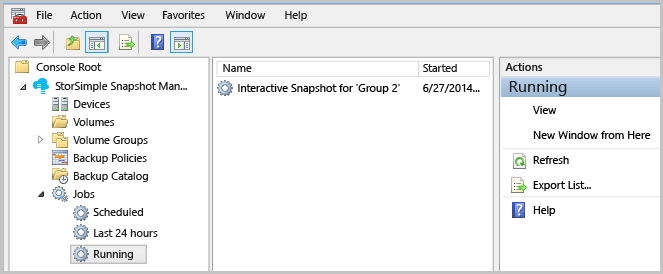 File Action View Favorites Window Help
Console Root
StorSimple Snapshot Man...
Devices
Volumes
Volume Groups
Backup Policies
Backup Catalog
Jobs
Scheduled
Last 24 hours
Running
Name Started
Interactive Snapshot for 'Group 2' 6/27/2014...
Actions
Running
View
New Window from Here
Refresh
Export List...
Help